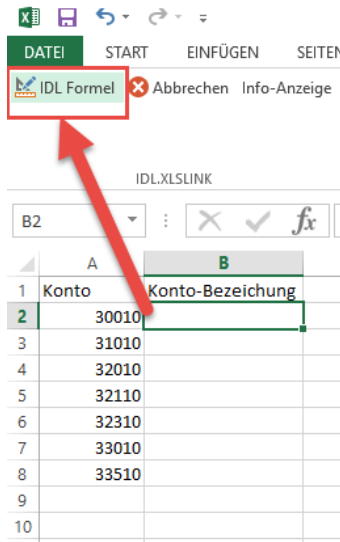 DATEI START EINFÜGEN SEITEN
IDL Formel Abbrechen Info-Anzeige
IDL.XLSLINK
B2 fx
A B
1 Konto Konto-Bezeichung
2 30010
3 31010
4 32010
5 32110
6 32310
7 33010
8 33510
9
10